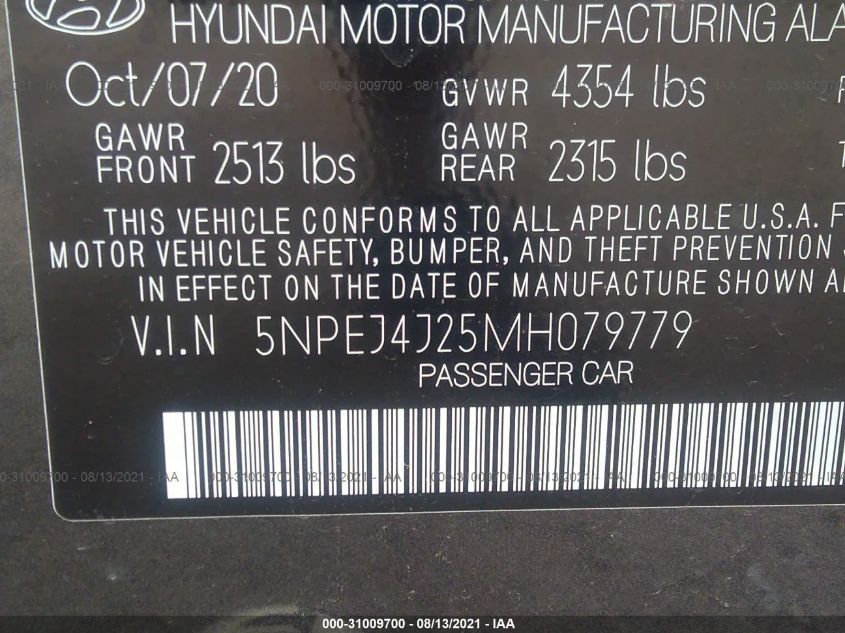 HYUNDAI MOTOR MANUFACTURING ALA
Oct/07/20 GVWR 4354 lbs
GAWR FRONT 2513 lbs GAWR REAR 2315 lbs
THIS VEHICLE CONFORMS TO ALL APPLICABLE U.S.A. F
MOTOR VEHICLE SAFETY, BUMPER, AND THEFT PREVENTION S
IN EFFECT ON THE DATE OF MANUFACTURE SHOWN A
V.I.N 5NPEJ4J25MH079779
PASSENGER CAR
000-31009700 - 08/13/2021 - IAA